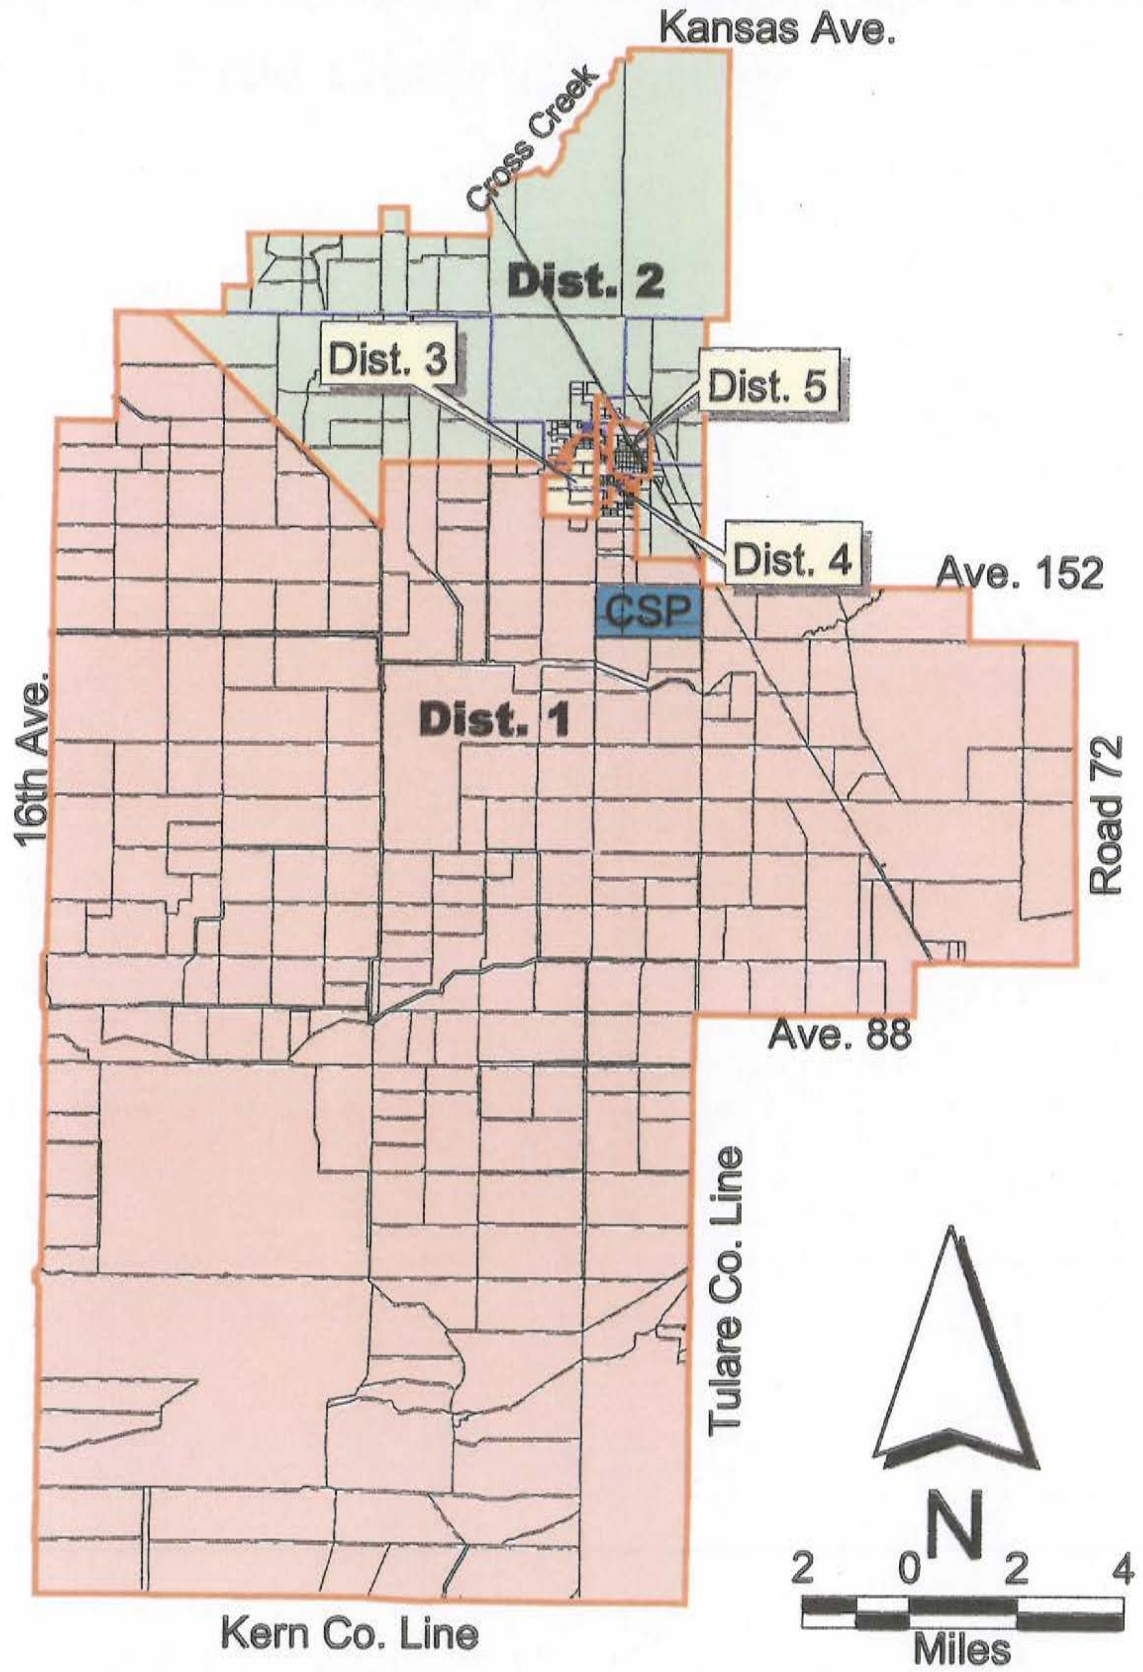 Kansas Ave.
Cross Creek
Dist. 2
Dist. 3
Dist. 5
Dist. 4
Ave. 152
CSP
Dist. 1
16th Ave.
Road 72
Ave. 88
Tulare Co. Line
N
2 0 2 4
Miles
Kern Co. Line